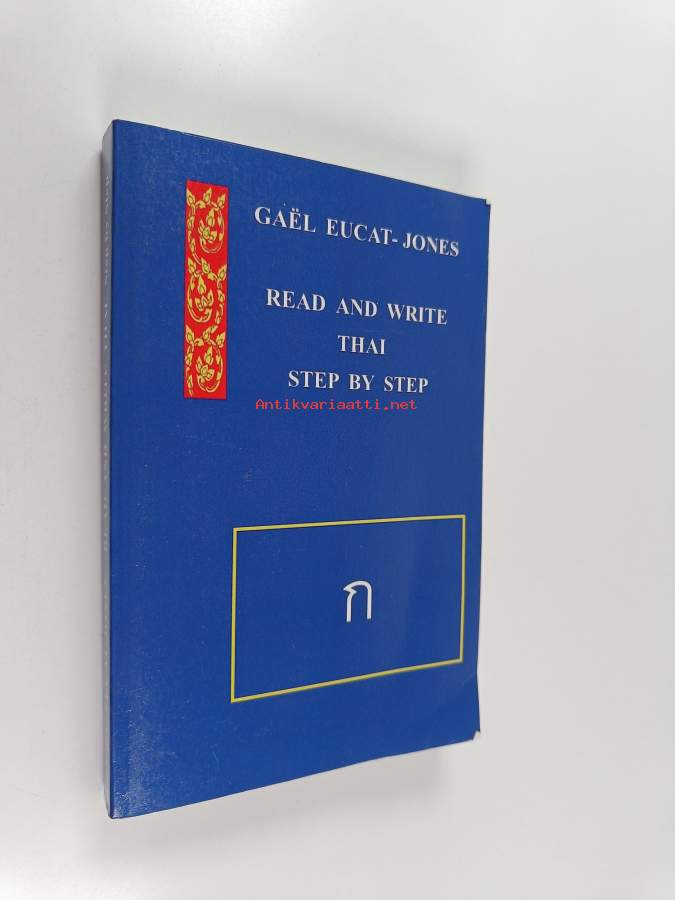 GAËL EUCAT-JONES
READ AND WRITE
THAI
STEP BY STEP
Antikvariaatti.net
ก